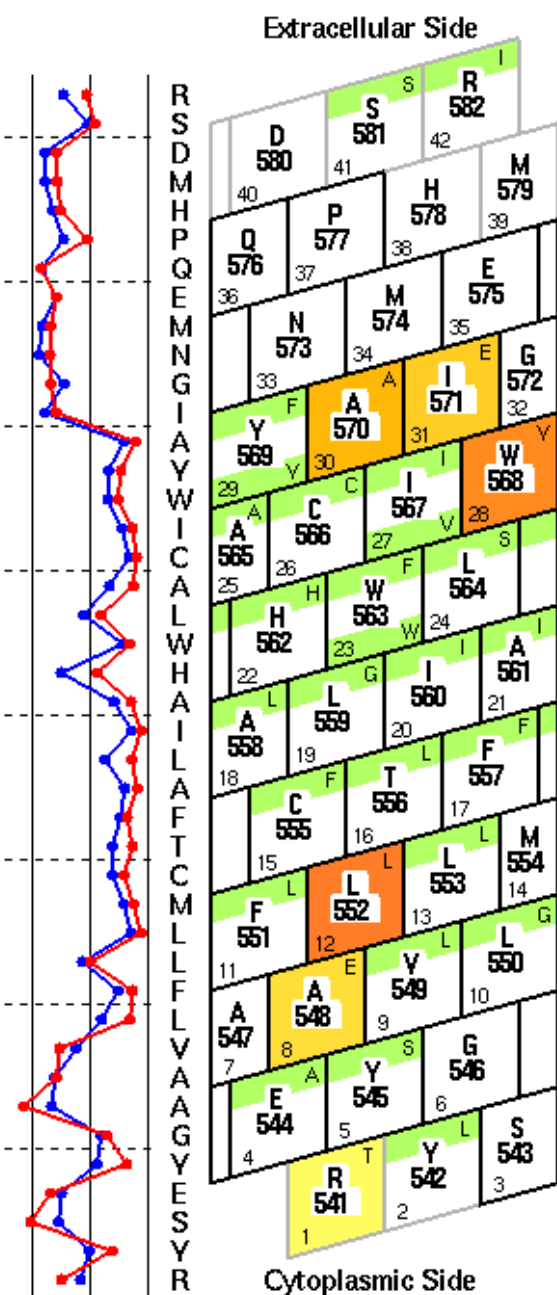 Extracellular Side
R
S
D
M
H
P
Q
E
M
N
G
I
A
Y
W
I
C
A
L
W
H
A
I
L
A
F
T
C
M
L
L
F
L
V
A
A
G
Y
E
S
Y
R
D
580
40
S
S
581
41
I
R
582
42
Q
576
36
P
577
37
H
578
38
M
579
39
N
573
33
M
574
34
E
575
35
F
Y
569
V
29
A
A
570
30
E
I
571
31
G
572
32
A
A
565
25
C
C
566
26
I
I
567
V
27
V
W
568
28
H
H
562
22
F
W
563
W
23
S
L
564
24
L
A
558
18
G
L
559
19
I
I
560
20
I
A
561
21
F
C
555
15
L
T
556
16
F
F
557
17
L
F
551
11
L
L
552
12
L
L
553
13
M
554
14
A
547
7
E
A
548
8
L
V
549
9
G
L
550
10
A
E
544
4
S
Y
545
5
G
546
6
T
R
541
1
L
Y
542
2
S
543
3
Cytoplasmic Side